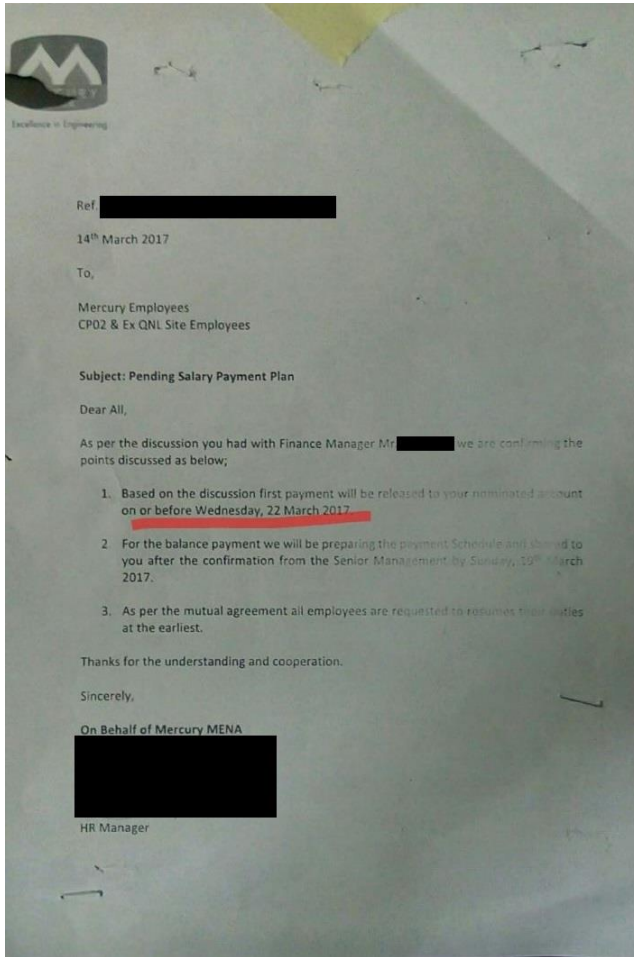 Excellence in Engineering
Ref.
14th March 2017
To,
Mercury Employees
CP02 & Ex QNL Site Employees
Subject: Pending Salary Payment Plan
Dear All,
As per the discussion you had with Finance Manager Mr we are confirming the
points discussed as below;
1. Based on the discussion first payment will be released to your nominated account
on or before Wednesday, 22 March 2017.
2 For the balance payment we will be preparing the payment Schedule and shared to
you after the confirmation from the Senior Management by Sunday, 19th March
2017.
3. As per the mutual agreement all employees are requested to resumes their duties
at the earliest.
Thanks for the understanding and cooperation.
Sincerely,
On Behalf of Mercury MENA
HR Manager